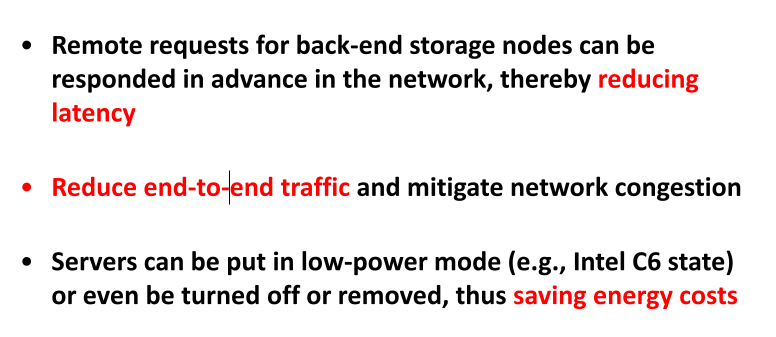 • Remote requests for back-end storage nodes can be
responded in advance in the network, thereby reducing
latency
• Reduce end-to-end traffic and mitigate network congestion
• Servers can be put in low-power mode (e.g., Intel C6 state)
or even be turned off or removed, thus saving energy costs